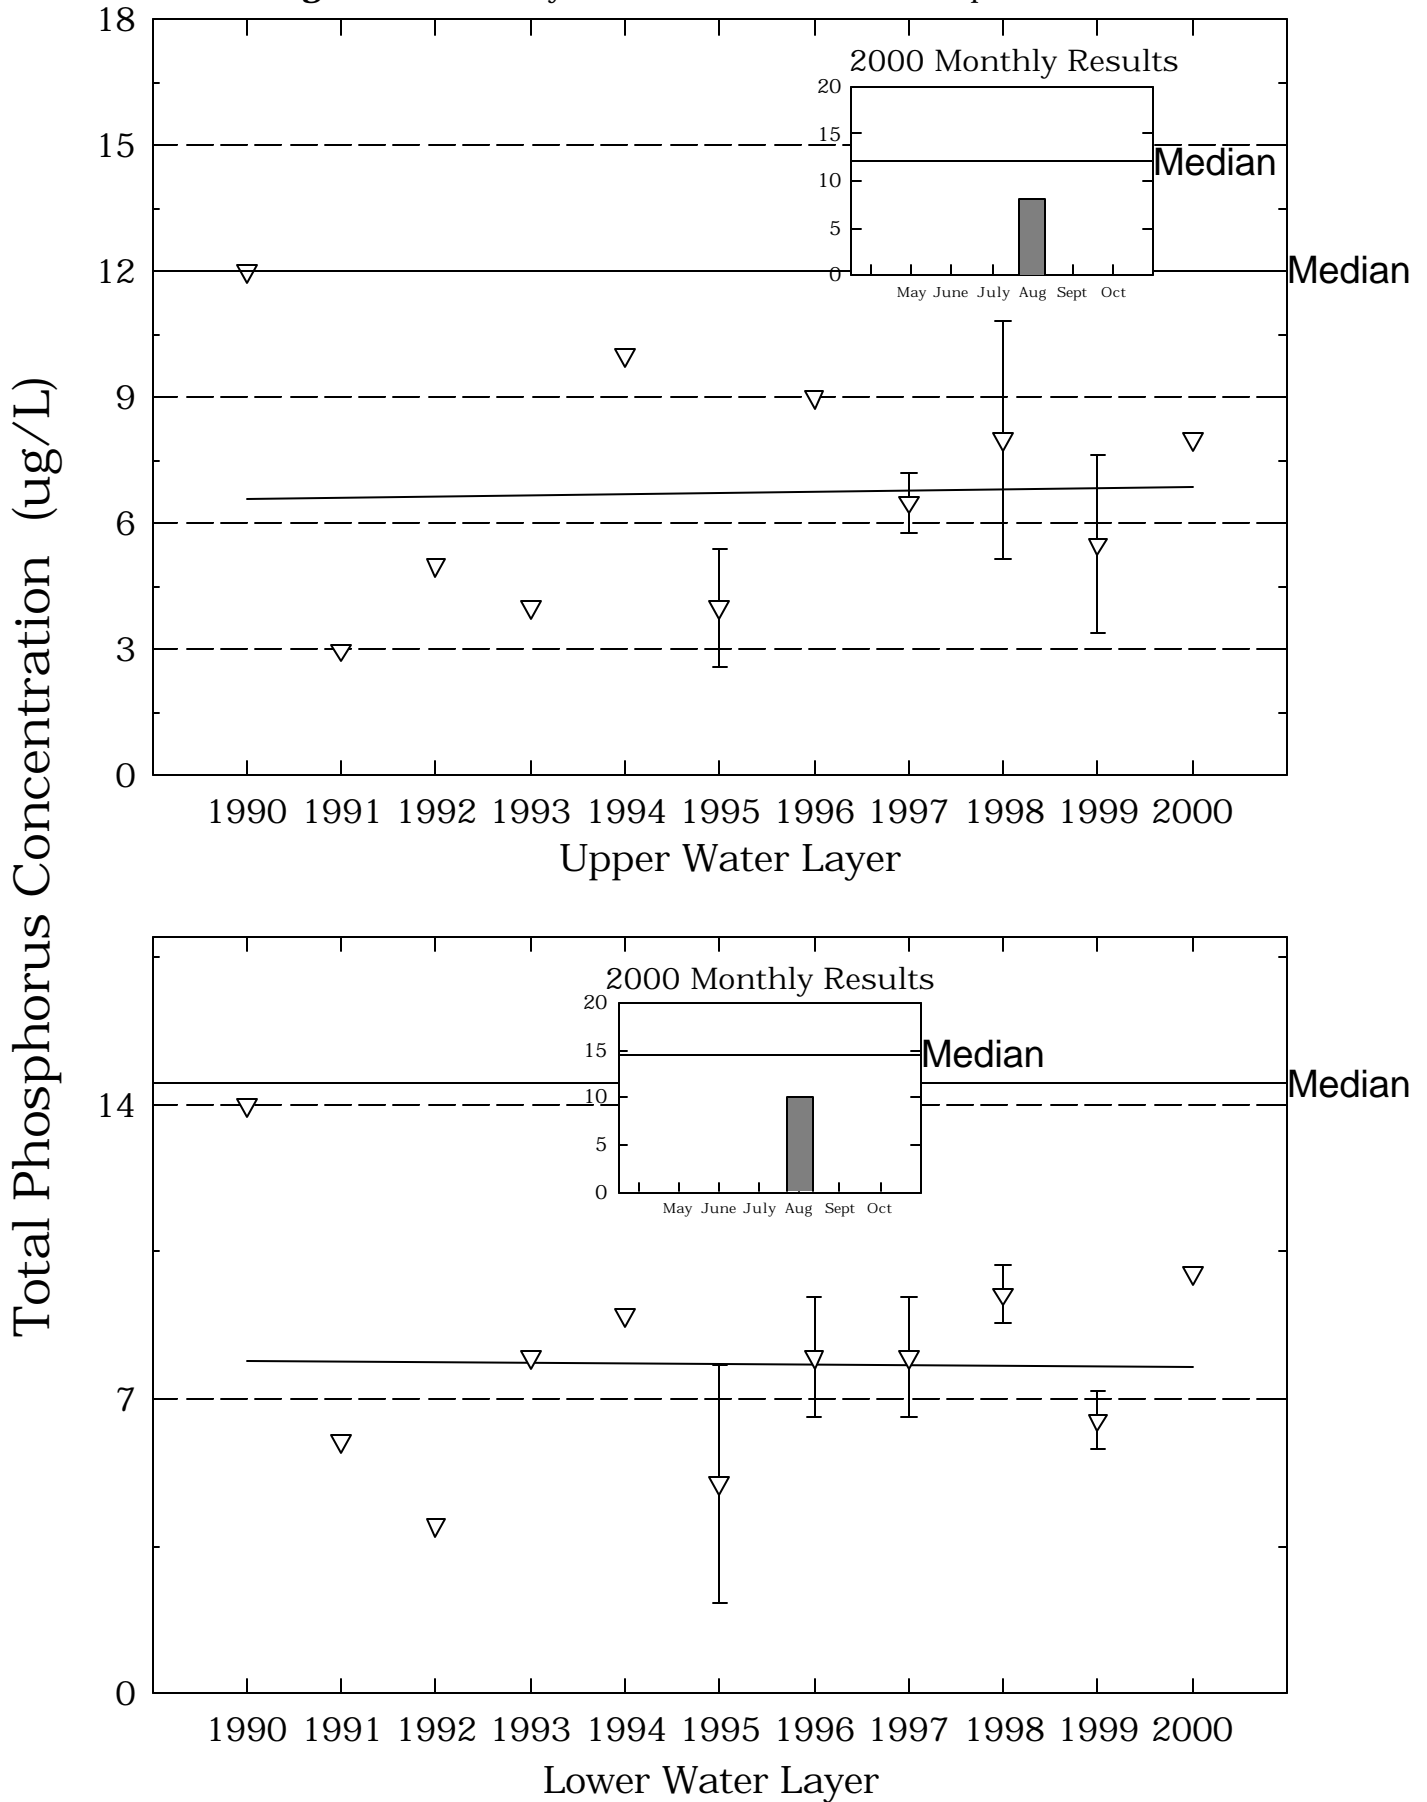 2000 Monthly Results
20
15
10
5
0
Median
May June July Aug Sept Oct
18
15
12
9
6
3
0
Median
1990 1991 1992 1993 1994 1995 1996 1997 1998 1999 2000
Upper Water Layer
Total Phosphorus Concentration (ug/L)
2000 Monthly Results
20
15
10
5
0
Median
May June July Aug Sept Oct
14
7
0
Median
1990 1991 1992 1993 1994 1995 1996 1997 1998 1999 2000
Lower Water Layer